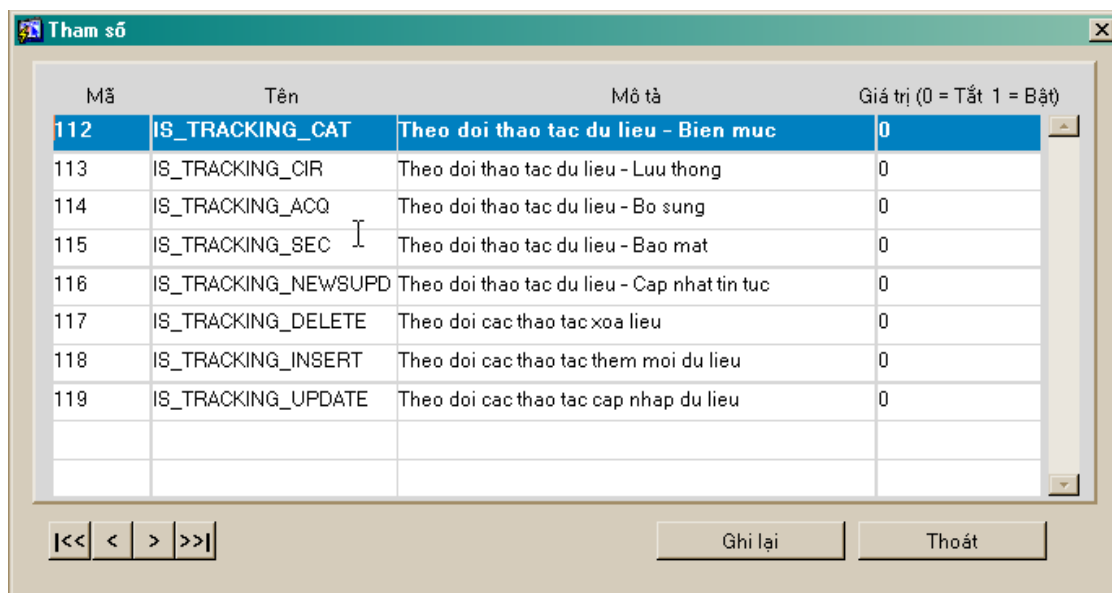 Tham số
Mã Tên Mô tả Giá trị (0 = Tắt 1 = Bật)
112 IS_TRACKING_CAT Theo doi thao tac du lieu - Bien muc 0
113 IS_TRACKING_CIR Theo doi thao tac du lieu - Luu thong 0
114 IS_TRACKING_ACQ Theo doi thao tac du lieu - Bo sung 0
115 IS_TRACKING_SEC Theo doi thao tac du lieu - Bao mat 0
116 IS_TRACKING_NEWSUPD Theo doi thao tac du lieu - Cap nhat tin tuc 0
117 IS_TRACKING_DELETE Theo doi cac thao tac xoa lieu 0
118 IS_TRACKING_INSERT Theo doi cac thao tac them moi du lieu 0
119 IS_TRACKING_UPDATE Theo doi cac thao tac cap nhap du lieu 0
|<< < > >>| Ghi lại Thoát